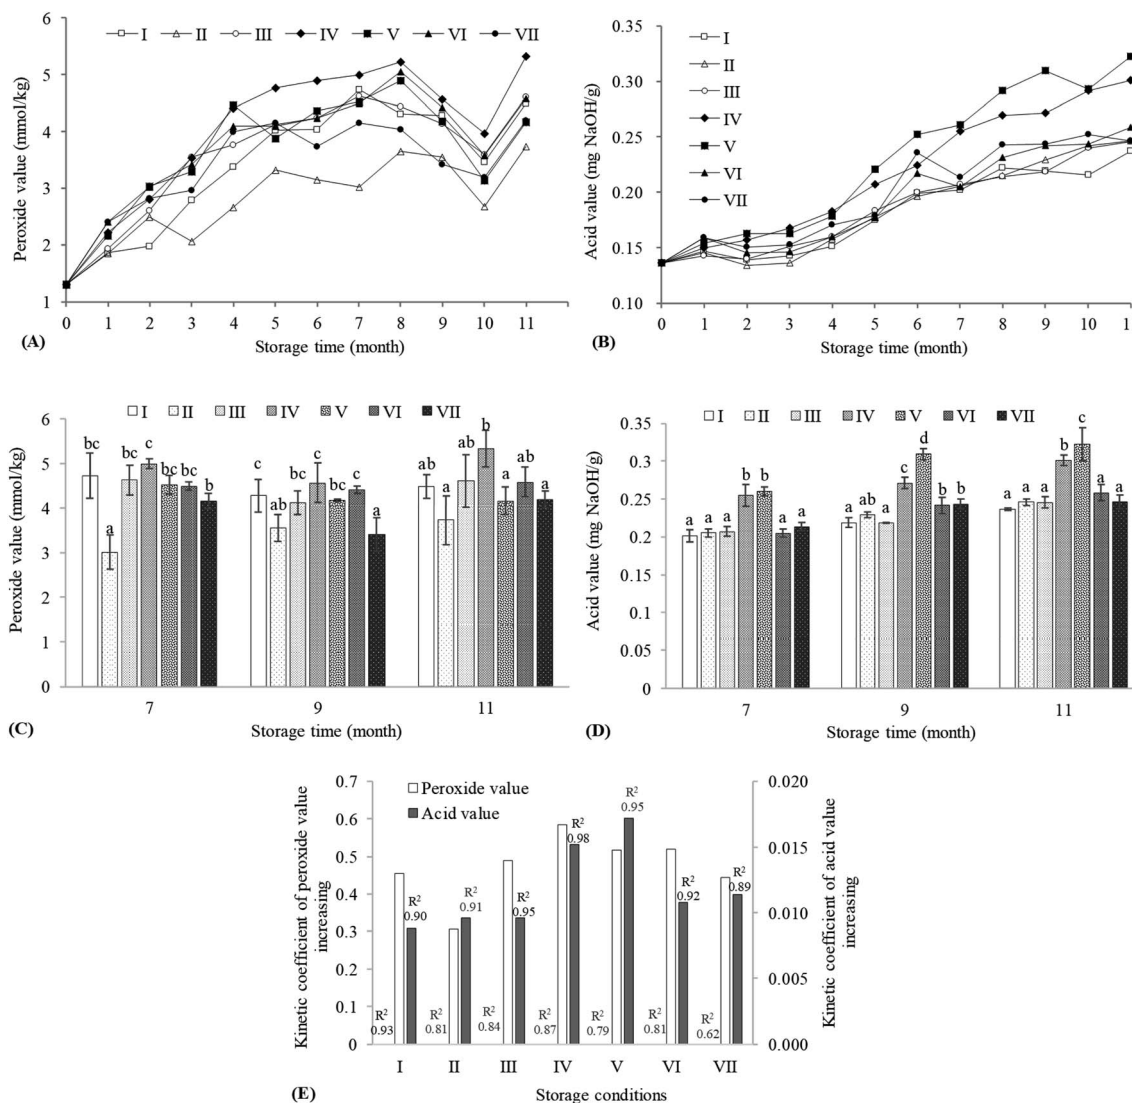 I II III IV V VI VII
Peroxide value (mmol/kg)
6
5
4
3
2
1
0 1 2 3 4 5 6 7 8 9 10 11
(A)
Storage time (month)
Acid value (mg NaOH/g)
0.35
0.30
0.25
0.20
0.15
0.10
I
II
III
IV
V
VI
VII
0 1 2 3 4 5 6 7 8 9 10
(B)
Storage time (month)
I II III IV V VI VII
Peroxide value (mmol/kg)
6
5
4
3
2
1
0
bc a bc c bc bc b
c ab bc c bc c a
ab a ab b a ab a
7 9 11
(C)
Storage time (month)
I II III IV V VI VII
Acid value (mg NaOH/g)
0.35
0.3
0.25
0.2
0.15
0.1
0.05
0
a a a b b a a
a ab a c d b b
a a a b c a a
7 9 11
(D)
Storage time (month)
Peroxide value
Acid value
Kinetic coefficient of peroxide value
increasing
0.7
0.6
0.5
0.4
0.3
0.2
0.1
0
Kinetic coefficient of acid value
increasing
0.020
0.015
0.010
0.005
0.000
R² 0.90
R² 0.91
R² 0.95
R² 0.98
R² 0.95
R² 0.92
R² 0.89
R² 0.93
R² 0.81
R² 0.84
R² 0.87
R² 0.79
R² 0.81
R² 0.62
I II III IV V VI VII
(E)
Storage conditions